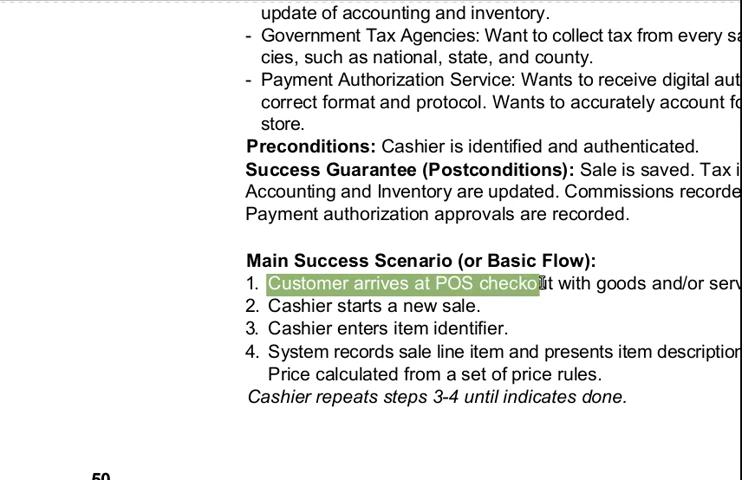 update of accounting and inventory.
- Government Tax Agencies: Want to collect tax from every
cies, such as national, state, and county.
- Payment Authorization Service: Wants to receive digital
correct format and protocol. Wants to accurately account
store.
Preconditions: Cashier is identified and authenticated.
Success Guarantee (Postconditions): Sale is saved. Tax
Accounting and Inventory are updated. Commissions
Payment authorization approvals are recorded.
Main Success Scenario (or Basic Flow):
1. Customer arrives at POS checkout with goods and/or
2. Cashier starts a new sale.
3. Cashier enters item identifier.
4. System records sale line item and presents item
Price calculated from a set of price rules.
Cashier repeats steps 3-4 until indicates done.
50